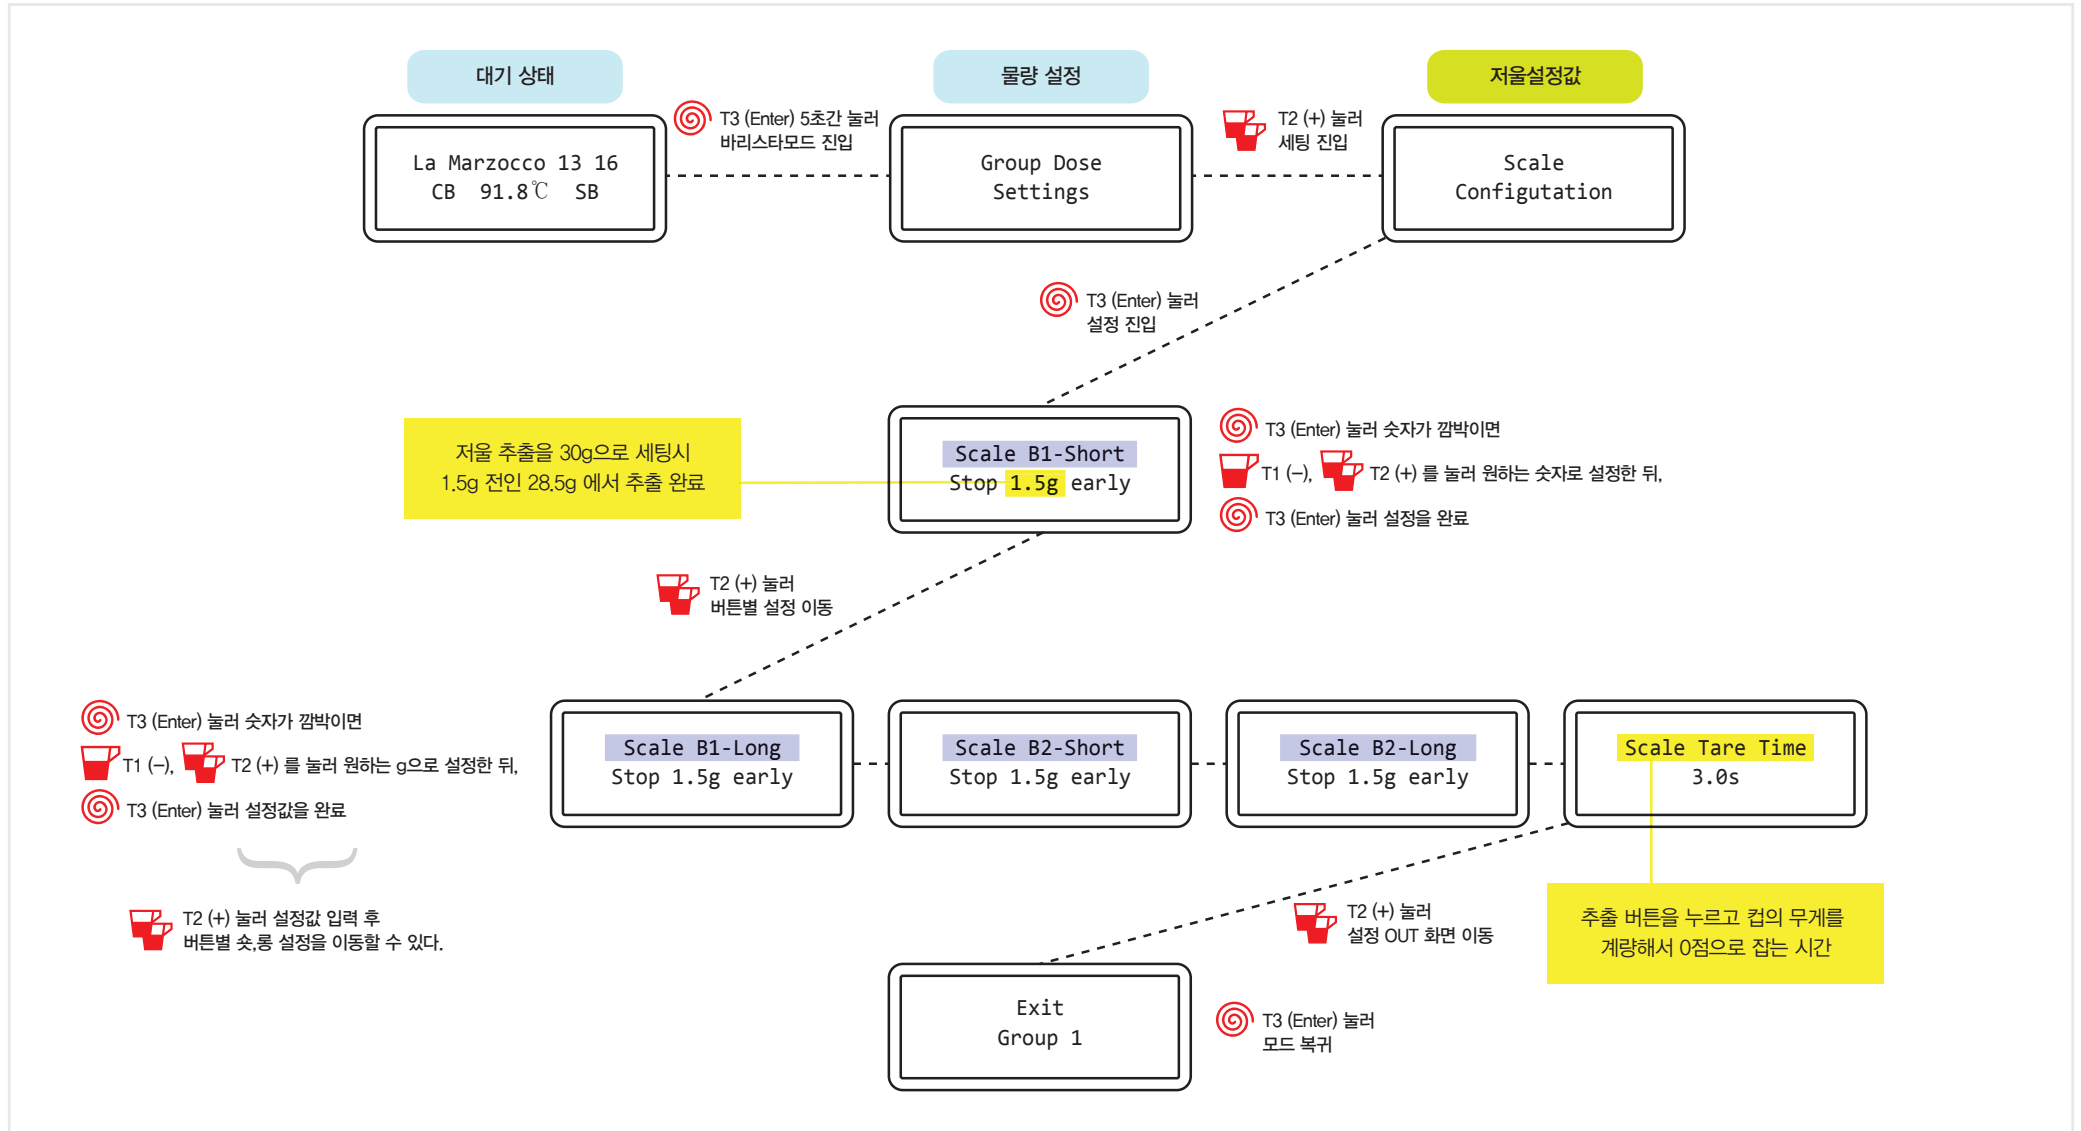 대기 상태
물량 설정
저울설정값
La Marzocco 13 16
CB 91.8℃ SB
T3 (Enter) 5초간 눌러
바리스타모드 진입
Group Dose
Settings
T2 (+) 눌러
세팅 진입
Scale
Configutation
T3 (Enter) 눌러
설정 진입
저울 추출을 30g으로 세팅시
1.5g 전인 28.5g 에서 추출 완료
Scale B1-Short
Stop 1.5g early
T3 (Enter) 눌러 숫자가 깜박이면
T1 (–), T2 (+) 를 눌러 원하는 숫자로 설정한 뒤,
T3 (Enter) 눌러 설정을 완료
T2 (+) 눌러
버튼별 설정 이동
T3 (Enter) 눌러 숫자가 깜박이면
T1 (–), T2 (+) 를 눌러 원하는 g으로 설정한 뒤,
T3 (Enter) 눌러 설정값을 완료
T2 (+) 눌러 설정값 입력 후
버튼별 숏,롱 설정을 이동할 수 있다.
Scale B1-Long
Stop 1.5g early
Scale B2-Short
Stop 1.5g early
Scale B2-Long
Stop 1.5g early
Scale Tare Time
3.0s
T2 (+) 눌러
설정 OUT 화면 이동
추출 버튼을 누르고 컵의 무게를
계량해서 0점으로 잡는 시간
Exit
Group 1
T3 (Enter) 눌러
모드 복귀